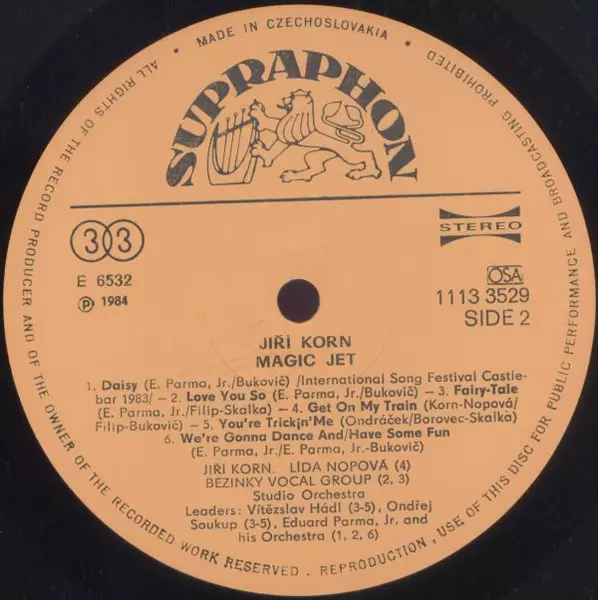 MADE IN CZECHOSLOVAKIA •
ALL RIGHTS OF THE RECORD PRODUCER AND OF THE OWNER OF THE RECORDED WORK RESERVED. REPRODUCTION, USE OF THIS DISC FOR PUBLIC PERFORMANCE AND BROADCASTING PROHIBITED •
SUPRAPHON
33
STEREO
E 6532
OSA
℗ 1984
1113 3529
SIDE 2
JIŘÍ KORN
MAGIC JET
1. Daisy (E. Parma, Jr./Bukovič) /International Song Festival Castle-
bar 1983/ – 2. Love You So (E. Parma, Jr./Bukovič) – 3. Fairy-Tale
(E. Parma, Jr./Filip-Skalka) – 4. Get On My Train (Korn-Nopová/
Filip-Bukovič) – 5. You're Trickjn'Me (Ondráček/Borovec-Skalka)
6. We're Gonna Dance And/Have Some Fun
(E. Parma, Jr./E. Parma, Jr.-Bukovič)
JIŘÍ KORN. LÍDA NOPOVÁ (4)
BEZINKY VOCAL GROUP (2, 3)
Studio Orchestra
Leaders: Vítězslav Hádl (3-5), Ondřej
Soukup (3-5), Eduard Parma, Jr. and
his Orchestra (1, 2, 6)